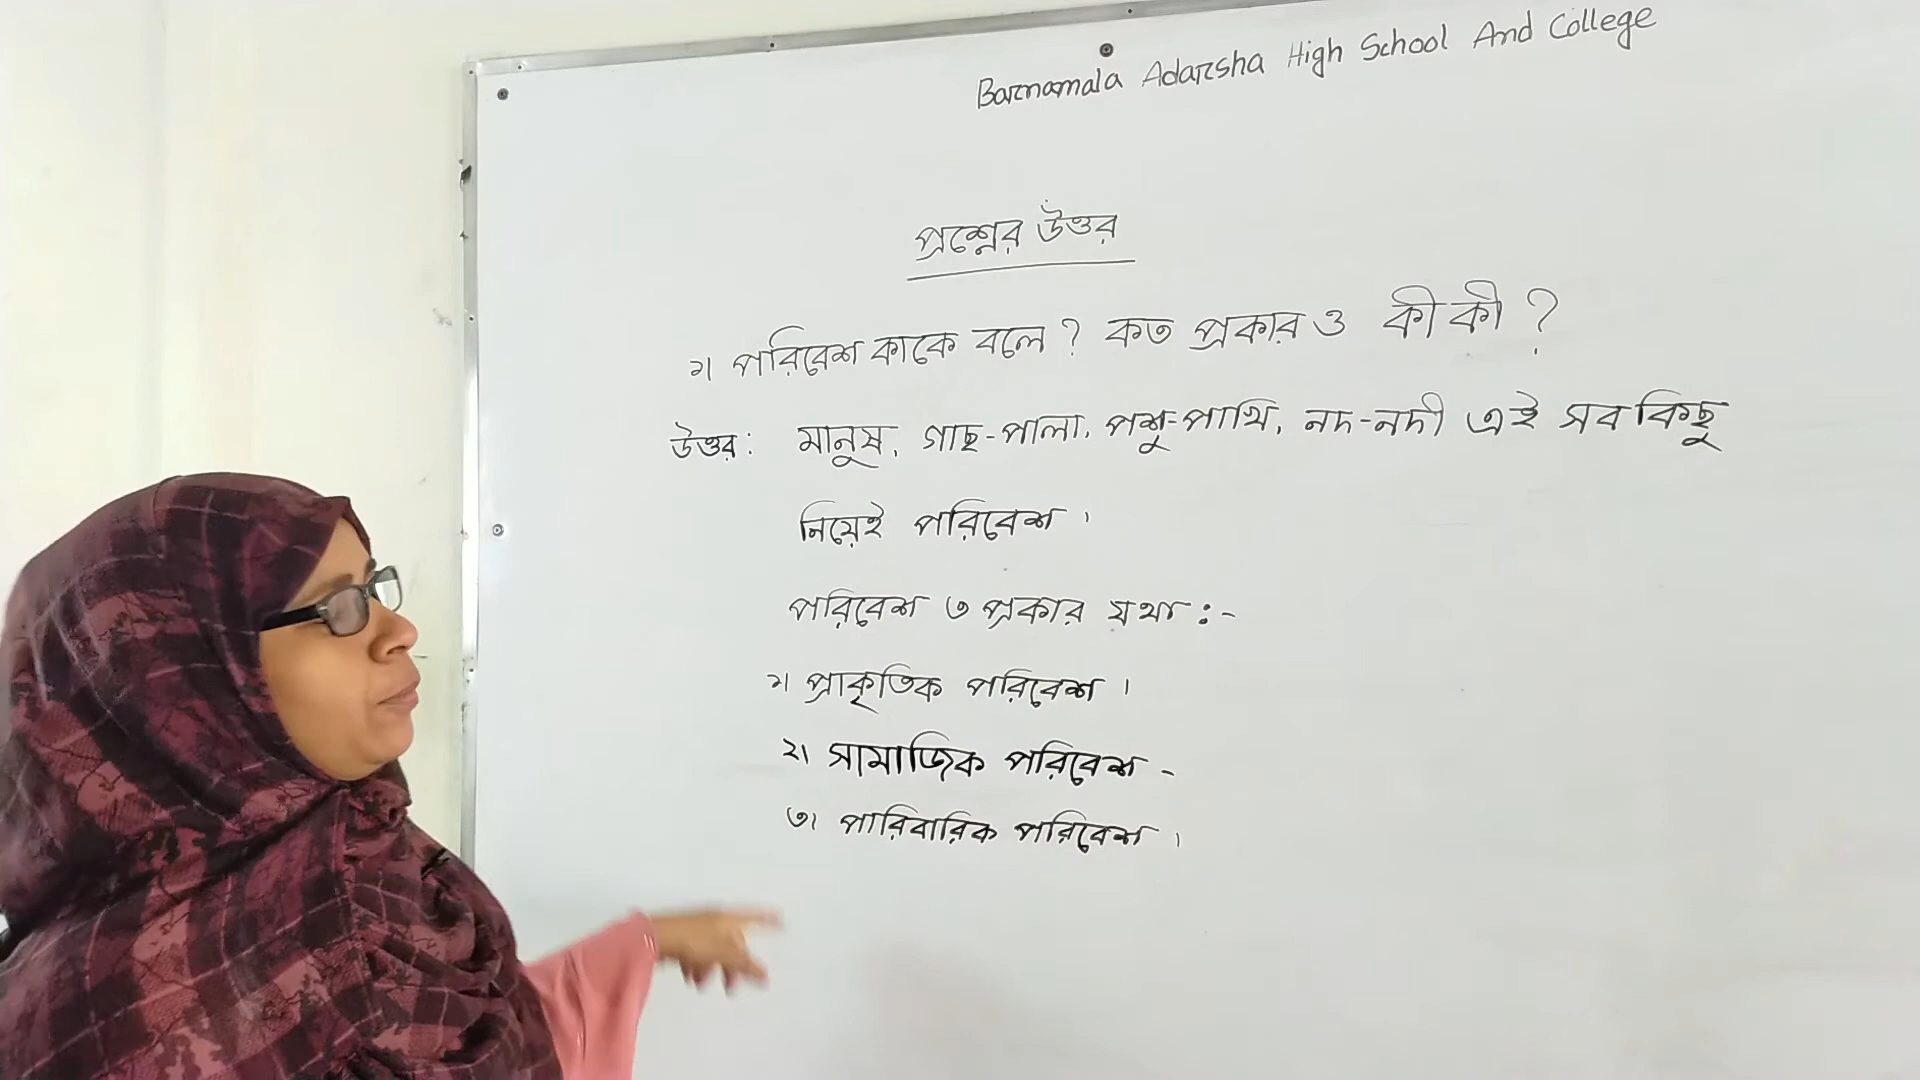 Barnamala Adarsha High School And College
প্রশ্নের উত্তর
১। পরিবেশ কাকে বলে ? কত প্রকার ও কী কী ?
উত্তর : মানুষ, গাছ-পালা, পশু-পাখি, নদ-নদী এই সব কিছু
নিয়েই পরিবেশ ।
পরিবেশ ৩ প্রকার যথা :-
১। প্রাকৃতিক পরিবেশ ।
২। সামাজিক পরিবেশ -
৩। পারিবারিক পরিবেশ ।